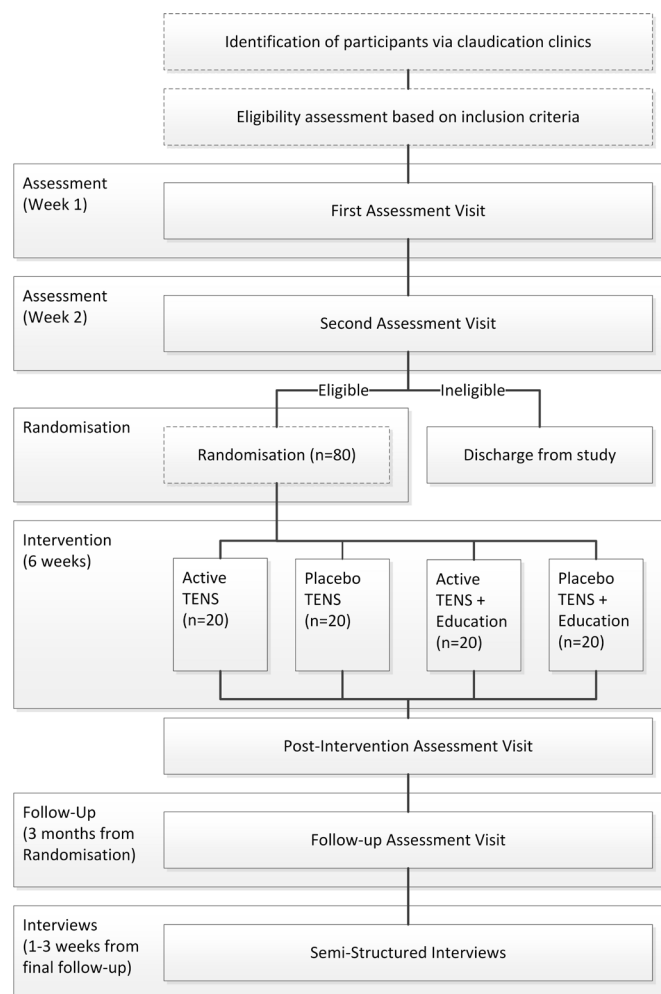 Identification of participants via claudication clinics
Eligibility assessment based on inclusion criteria
Assessment
(Week 1)
First Assessment Visit
Assessment
(Week 2)
Second Assessment Visit
Eligible
Ineligible
Randomisation
Randomisation (n=80)
Discharge from study
Intervention
(6 weeks)
Active
TENS
(n=20)
Placebo
TENS
(n=20)
Active
TENS +
Education
(n=20)
Placebo
TENS +
Education
(n=20)
Post-Intervention Assessment Visit
Follow-Up
(3 months from
Randomisation)
Follow-up Assessment Visit
Interviews
(1-3 weeks from
final follow-up)
Semi-Structured Interviews